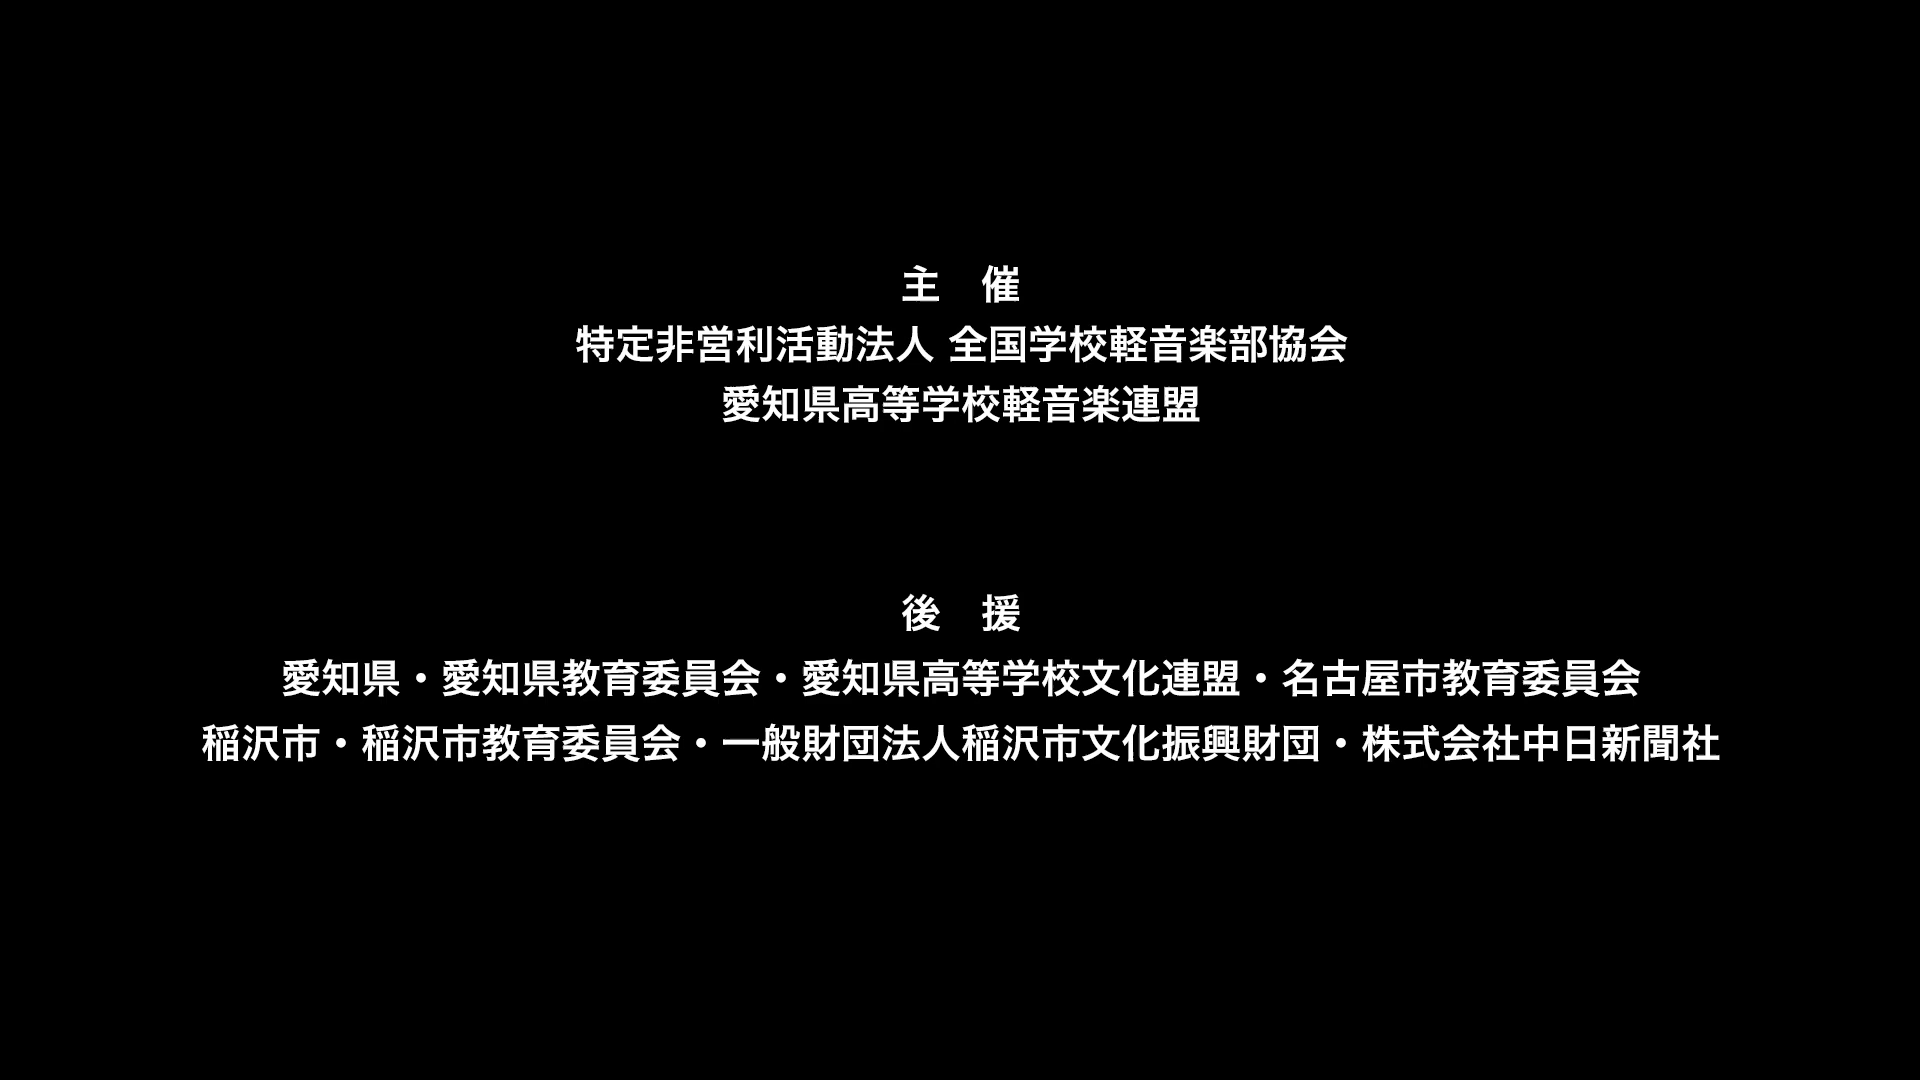 主　催
特定非営利活動法人 全国学校軽音楽部協会
愛知県高等学校軽音楽連盟
後　援
愛知県・愛知県教育委員会・愛知県高等学校文化連盟・名古屋市教育委員会
稲沢市・稲沢市教育委員会・一般財団法人稲沢市文化振興財団・株式会社中日新聞社